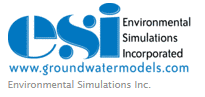 esi Environmental
Simulations
Incorporated
www.groundwatermodels.com
Environmental Simulations Inc.